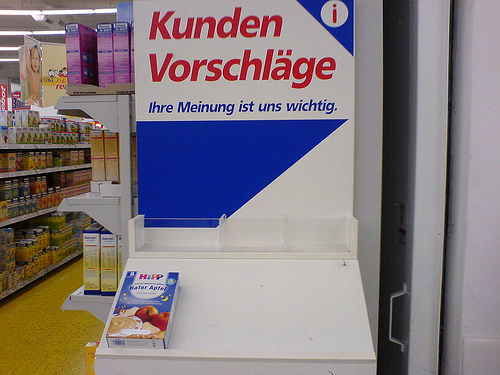 i
Kunden
Vorschläge
Ihre Meinung ist uns wichtig.
HiPP
Hafer Apfel